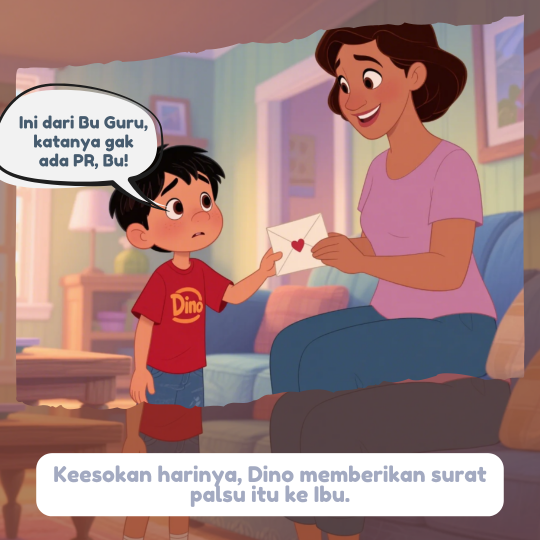 Ini dari Bu Guru,
katanya gak
ada PR, Bu!
Dino
Keesokan harinya, Dino memberikan surat
palsu itu ke Ibu.